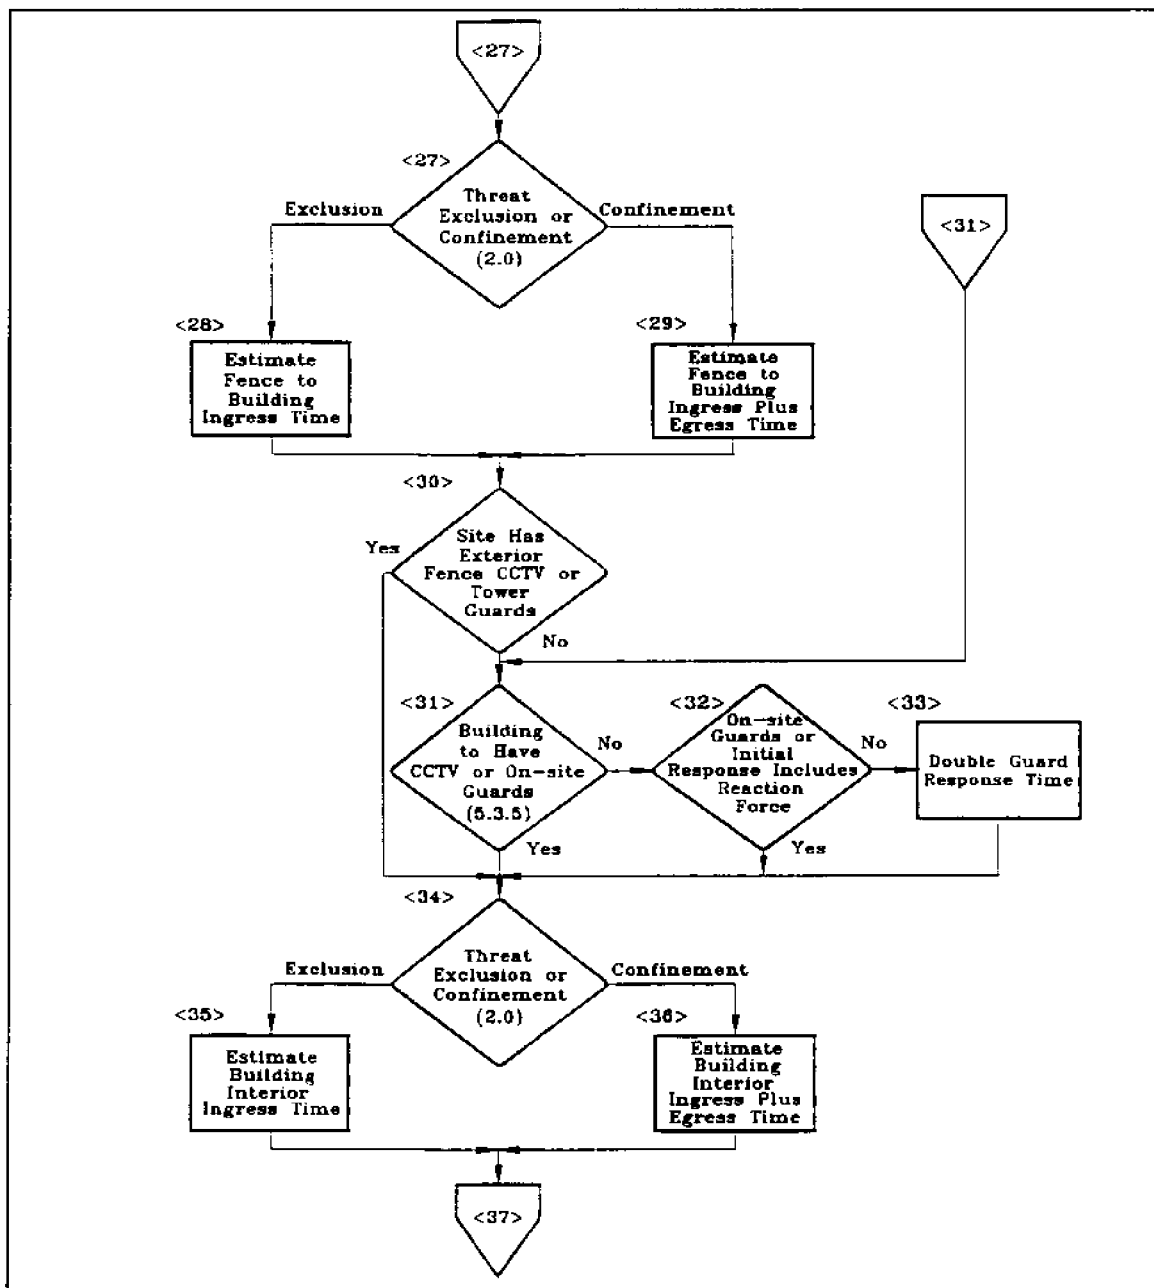 <27>
<27>
Threat
Exclusion or
Confinement
(2.0)
Exclusion
Confinement
<31>
<28>
Estimate
Fence to
Building
Ingress Time
<29>
Estimate
Fence to
Building
Ingress Plus
Egress Time
<30>
Site Has
Exterior
Fence CCTV or
Tower
Guards
Yes
No
<31>
Building
to Have
CCTV or On-site
Guards
(5.3.5)
No
Yes
<32>
On-site
Guards or
Initial
Response Includes
Reaction
Force
No
Yes
<33>
Double Guard
Response Time
<34>
Threat
Exclusion or
Confinement
(2.0)
Exclusion
Confinement
<35>
Estimate
Building
Interior
Ingress Time
<36>
Estimate
Building
Interior
Ingress Plus
Egress Time
<37>